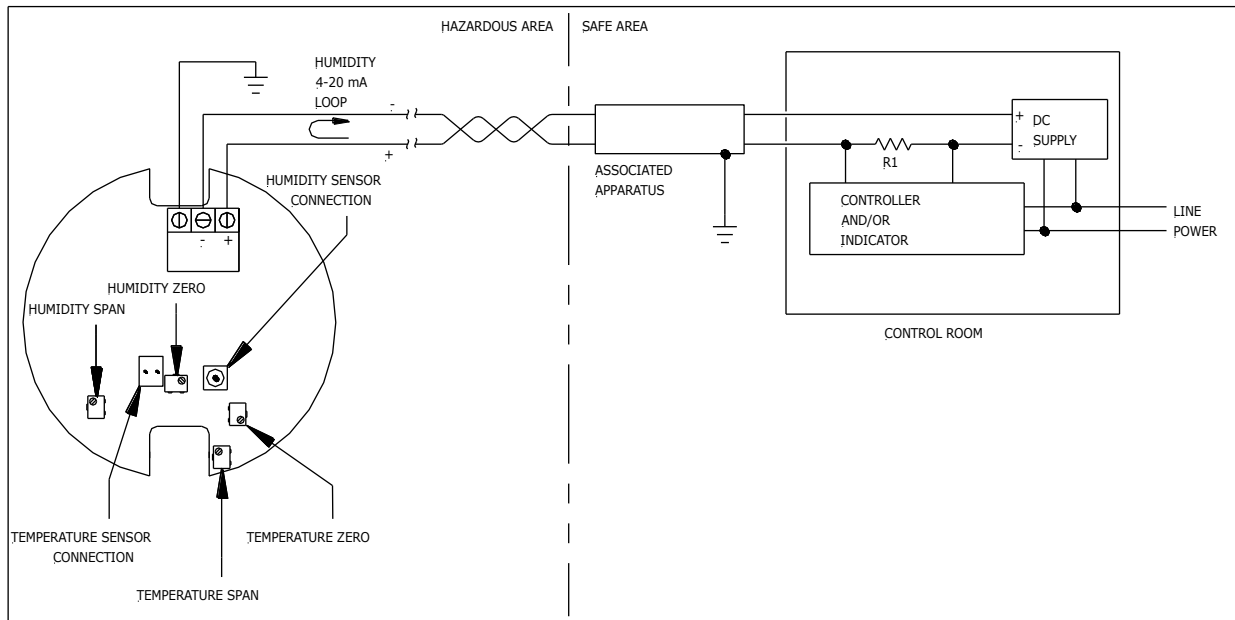 HAZARDOUS AREA
SAFE AREA
HUMIDITY
4-20 mA
LOOP
-
+
HUMIDITY SENSOR
CONNECTION
- +
HUMIDITY ZERO
HUMIDITY SPAN
TEMPERATURE SENSOR
CONNECTION
TEMPERATURE ZERO
TEMPERATURE SPAN
ASSOCIATED
APPARATUS
+ DC
- SUPPLY
R1
CONTROLLER
AND/OR
INDICATOR
LINE
POWER
CONTROL ROOM